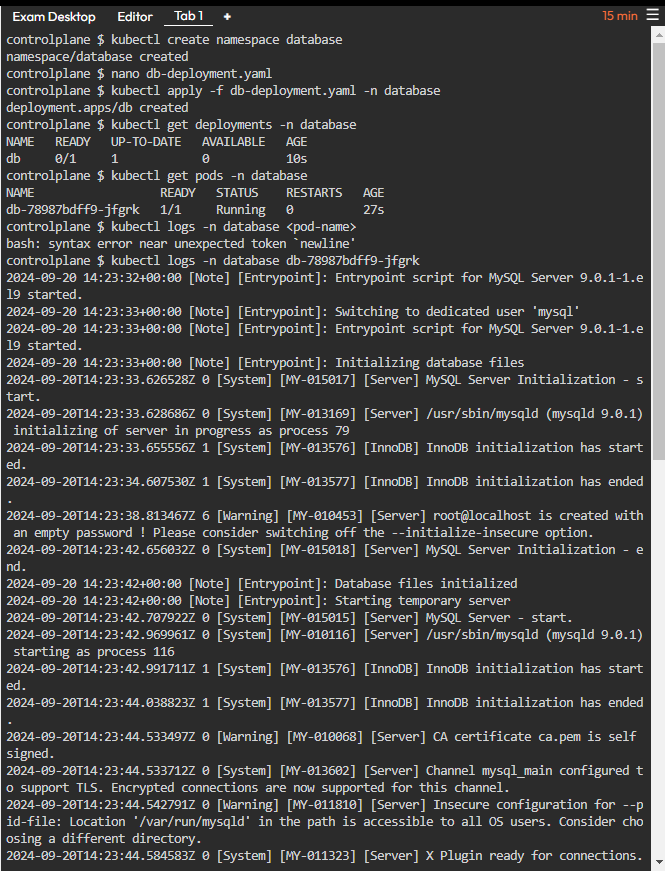 Exam Desktop Editor Tab 1 + 15 min
controlplane $ kubectl create namespace database
namespace/database created
controlplane $ nano db-deployment.yaml
controlplane $ kubectl apply -f db-deployment.yaml -n database
deployment.apps/db created
controlplane $ kubectl get deployments -n database
NAME   READY   UP-TO-DATE   AVAILABLE   AGE
db     0/1     1            0           10s
controlplane $ kubectl get pods -n database
NAME                  READY   STATUS    RESTARTS   AGE
db-78987bdff9-jfgrk   1/1     Running   0          27s
controlplane $ kubectl logs -n database <pod-name>
bash: syntax error near unexpected token `newline'
controlplane $ kubectl logs -n database db-78987bdff9-jfgrk
2024-09-20 14:23:32+00:00 [Note] [Entrypoint]: Entrypoint script for MySQL Server 9.0.1-1.e
l9 started.
2024-09-20 14:23:33+00:00 [Note] [Entrypoint]: Switching to dedicated user 'mysql'
2024-09-20 14:23:33+00:00 [Note] [Entrypoint]: Entrypoint script for MySQL Server 9.0.1-1.e
l9 started.
2024-09-20 14:23:33+00:00 [Note] [Entrypoint]: Initializing database files
2024-09-20T14:23:33.626528Z 0 [System] [MY-015017] [Server] MySQL Server Initialization - s
tart.
2024-09-20T14:23:33.628686Z 0 [System] [MY-013169] [Server] /usr/sbin/mysqld (mysqld 9.0.1)
 initializing of server in progress as process 79
2024-09-20T14:23:33.655556Z 1 [System] [MY-013576] [InnoDB] InnoDB initialization has start
ed.
2024-09-20T14:23:34.607530Z 1 [System] [MY-013577] [InnoDB] InnoDB initialization has ended
.
2024-09-20T14:23:38.813467Z 6 [Warning] [MY-010453] [Server] root@localhost is created with
 an empty password ! Please consider switching off the --initialize-insecure option.
2024-09-20T14:23:42.656032Z 0 [System] [MY-015018] [Server] MySQL Server Initialization - e
nd.
2024-09-20 14:23:42+00:00 [Note] [Entrypoint]: Database files initialized
2024-09-20 14:23:42+00:00 [Note] [Entrypoint]: Starting temporary server
2024-09-20T14:23:42.707922Z 0 [System] [MY-015015] [Server] MySQL Server - start.
2024-09-20T14:23:42.969961Z 0 [System] [MY-010116] [Server] /usr/sbin/mysqld (mysqld 9.0.1)
 starting as process 116
2024-09-20T14:23:42.991711Z 1 [System] [MY-013576] [InnoDB] InnoDB initialization has start
ed.
2024-09-20T14:23:44.038823Z 1 [System] [MY-013577] [InnoDB] InnoDB initialization has ended
.
2024-09-20T14:23:44.533497Z 0 [Warning] [MY-010068] [Server] CA certificate ca.pem is self
signed.
2024-09-20T14:23:44.533712Z 0 [System] [MY-013602] [Server] Channel mysql_main configured t
o support TLS. Encrypted connections are now supported for this channel.
2024-09-20T14:23:44.542791Z 0 [Warning] [MY-011810] [Server] Insecure configuration for --p
id-file: Location '/var/run/mysqld' in the path is accessible to all OS users. Consider cho
osing a different directory.
2024-09-20T14:23:44.584583Z 0 [System] [MY-011323] [Server] X Plugin ready for connections.